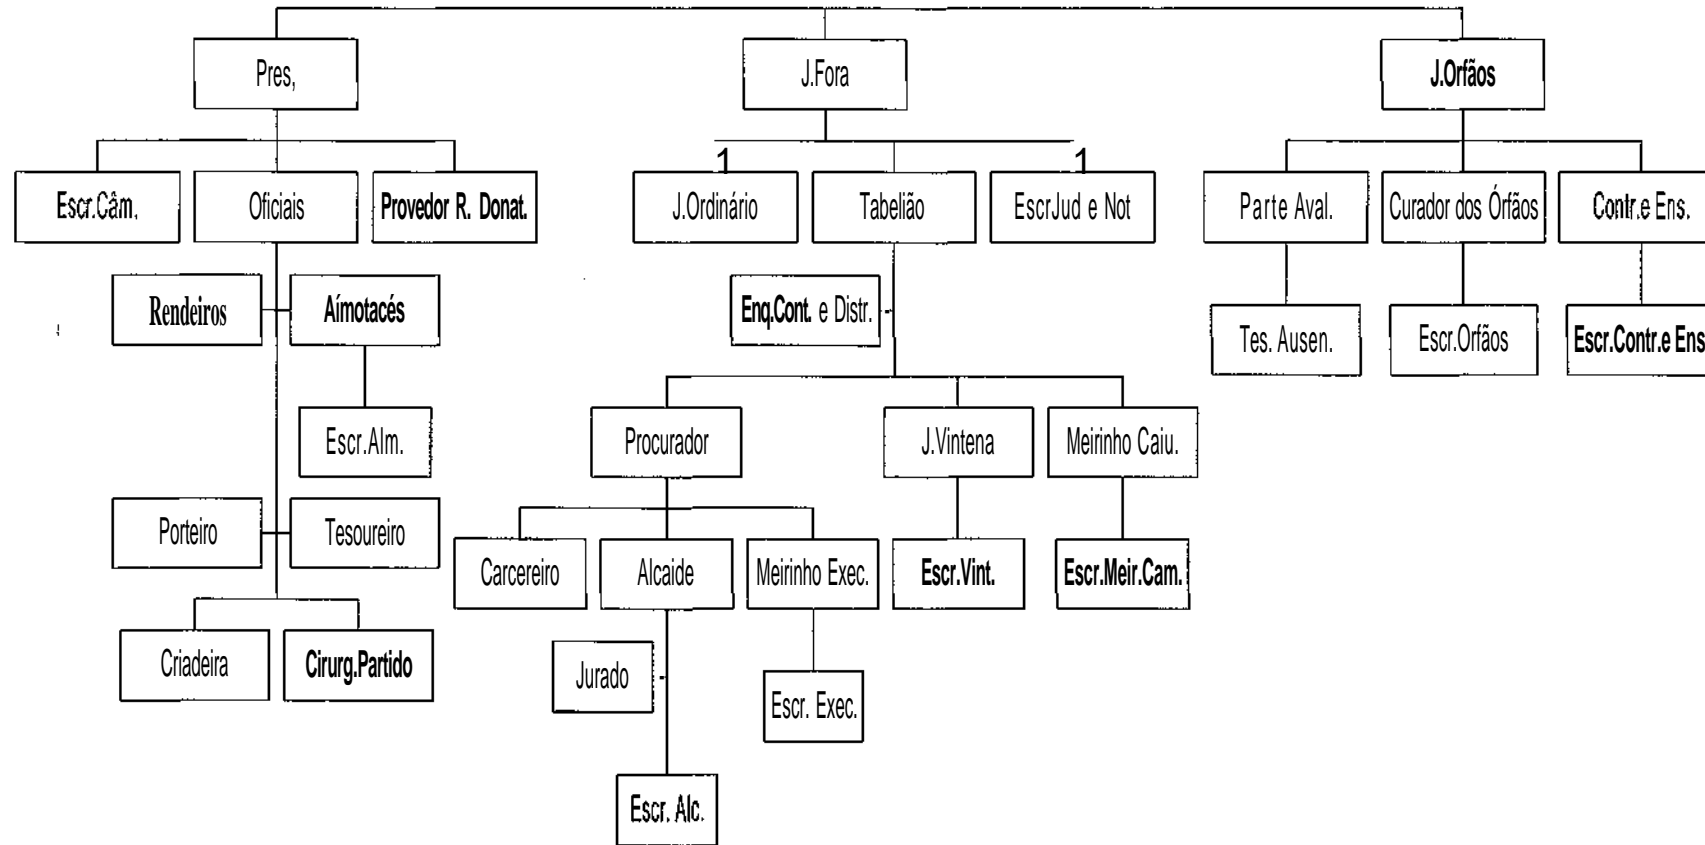 Pres,
J.Fora
J.Orfãos
1
1
Escr.Câm.
Oficiais
Provedor R. Donat.
J.Ordinário
Tabelião
EscrJud e Not
Parte Aval.
Curador dos Órfãos
Contr.e Ens.
Rendeiros
Aímotacés
Enq.Cont. e Distr.
Tes. Ausen.
Escr.Orfãos
Escr.Contr.e Ens
Escr.Alm.
Procurador
J.Vintena
Meirinho Caiu.
Porteiro
Tesoureiro
Carcereiro
Alcaide
Meirinho Exec.
Escr.Vint.
Escr.Meir.Cam.
Criadeira
Cirurg.Partido
Jurado
Escr. Exec.
Escr. Alc.